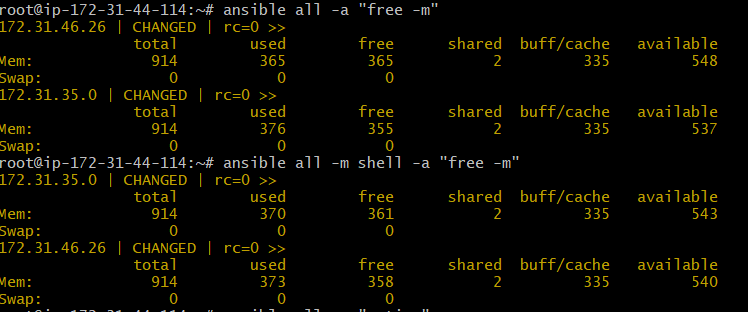 root@ip-172-31-44-114:~# ansible all -a "free -m"
172.31.46.26 | CHANGED | rc=0 >>
total used free shared buff/cache available
Mem: 914 365 365 2 335 548
Swap: 0 0 0
172.31.35.0 | CHANGED | rc=0 >>
total used free shared buff/cache available
Mem: 914 376 355 2 335 537
Swap: 0 0 0
root@ip-172-31-44-114:~# ansible all -m shell -a "free -m"
172.31.35.0 | CHANGED | rc=0 >>
total used free shared buff/cache available
Mem: 914 370 361 2 335 543
Swap: 0 0 0
172.31.46.26 | CHANGED | rc=0 >>
total used free shared buff/cache available
Mem: 914 373 358 2 335 540
Swap: 0 0 0